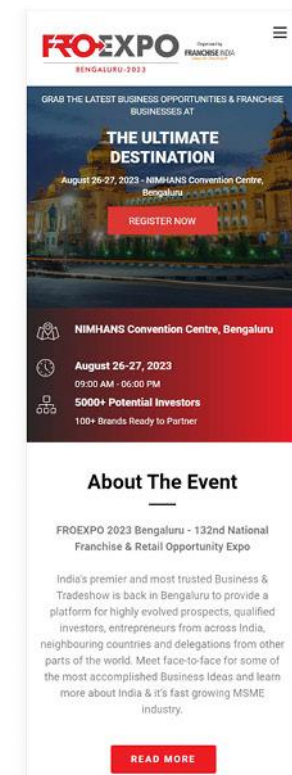 FROEXPO
BENGALURU-2023
Organised by
FRANCHISE INDIA
GRAB THE LATEST BUSINESS OPPORTUNITIES & FRANCHISE
BUSINESSES AT
THE ULTIMATE
DESTINATION
August 26-27, 2023 - NIMHANS Convention Centre,
Bengaluru
REGISTER NOW
NIMHANS Convention Centre, Bengaluru
August 26-27, 2023
09:00 AM - 06:00 PM
5000+ Potential Investors
100+ Brands Ready to Partner
About The Event
FROEXPO 2023 Bengaluru - 132nd National
Franchise & Retail Opportunity Expo
India's premier and most trusted Business &
Tradeshow is back in Bengaluru to provide a
platform for highly evolved prospects, qualified
investors, entrepreneurs from across India,
neighbouring countries and delegations from other
parts of the world. Meet face-to-face for some of
the most accomplished Business Ideas and learn
more about India & it's fast growing MSME
industry.
READ MORE